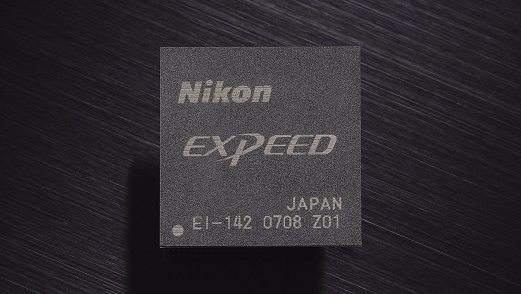 Nikon
EXPEED
JAPAN
EI-142 0708 Z01